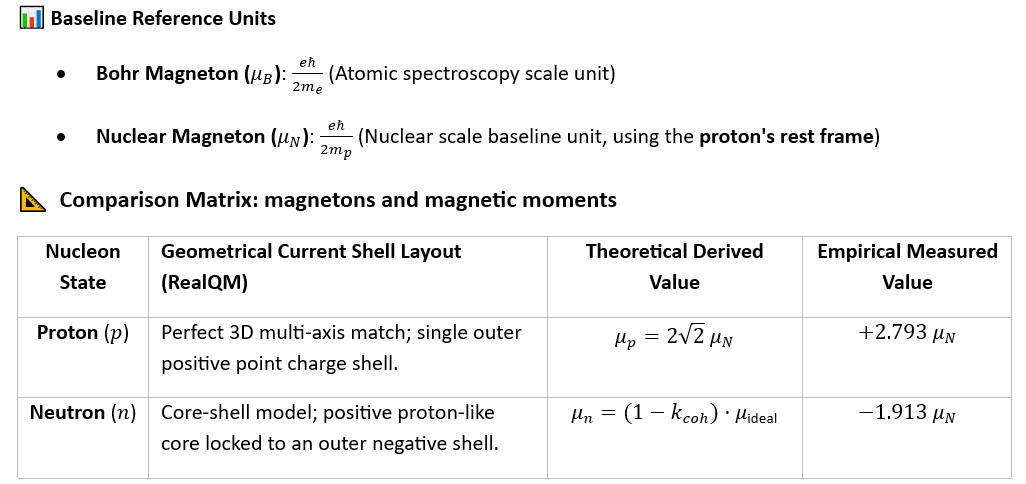 📊 Baseline Reference Units
• Bohr Magneton (μ_B): eℏ/2m_e (Atomic spectroscopy scale unit)
• Nuclear Magneton (μ_N): eℏ/2m_p (Nuclear scale baseline unit, using the proton's rest frame)
📐 Comparison Matrix: magnetons and magnetic moments
Nucleon
State
Geometrical Current Shell Layout
(RealQM)
Theoretical Derived
Value
Empirical Measured
Value
Proton (p)
Perfect 3D multi-axis match; single outer
positive point charge shell.
μ_p = 2√2 μ_N
+2.793 μ_N
Neutron (n)
Core-shell model; positive proton-like
core locked to an outer negative shell.
μ_n = (1 − k_coh) · μ_ideal
−1.913 μ_N